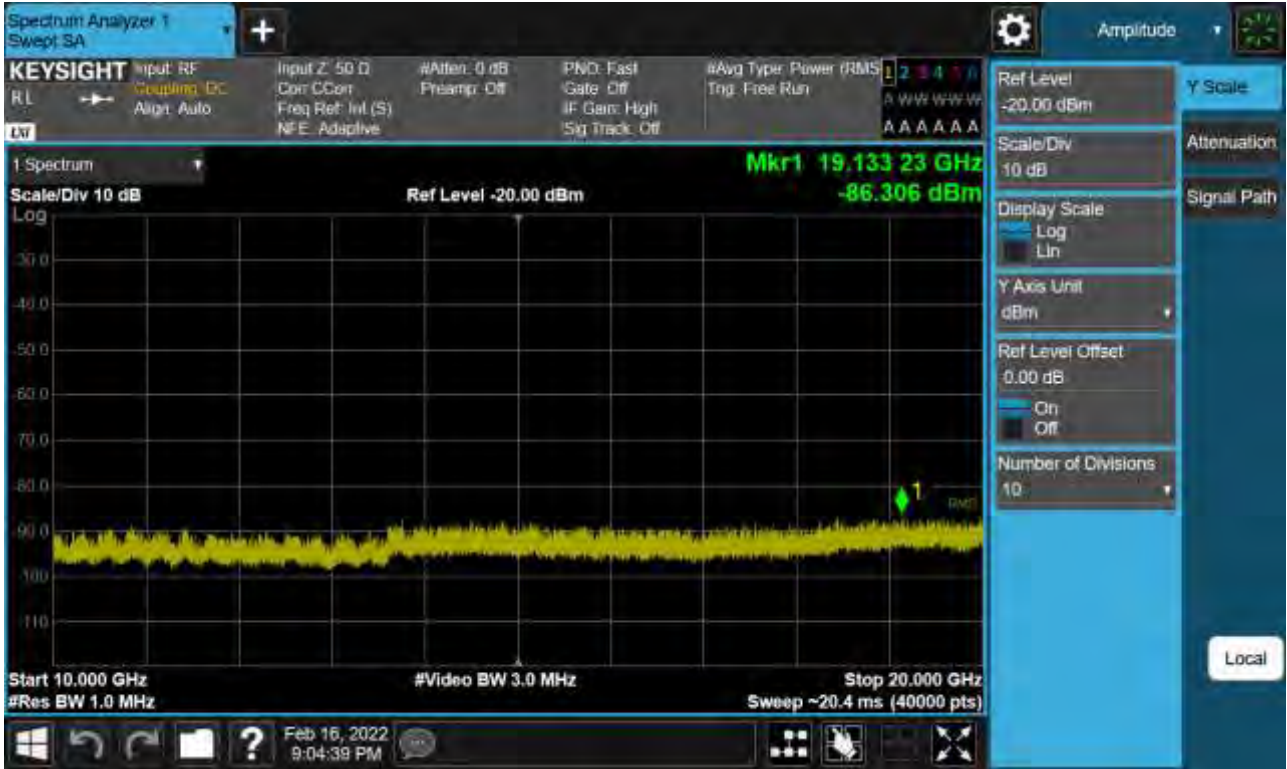 Spectrum Analyzer 1
Swept SA
Amplitude
KEYSIGHT
RL
Input: RF
Coupling: DC
Align: Auto
Input Z: 50 Ω
Corr CCorr
Freq Ref: Int (S)
NFE: Adaptive
#Atten: 0 dB
Preamp: Off
PNO: Fast
Gate: Off
IF Gain: High
Sig Track: Off
#Avg Type: Power (RMS
Trig: Free Run
1 2 3 4 5 6
A W W W W W
A A A A A A
1 Spectrum
Scale/Div 10 dB
Ref Level -20.00 dBm
Mkr1 19.133 23 GHz
-86.306 dBm
Log
-30.0
-40.0
-50.0
-60.0
-70.0
-80.0
-90.0
-100
-110
1
RMS
Start 10.000 GHz
#Video BW 3.0 MHz
Stop 20.000 GHz
#Res BW 1.0 MHz
Sweep ~20.4 ms (40000 pts)
Ref Level
-20.00 dBm
Scale/Div
10 dB
Display Scale
Log
Lin
Y Axis Unit
dBm
Ref Level Offset
0.00 dB
On
Off
Number of Divisions
10
Y Scale
Attenuation
Signal Path
Local
Feb 16, 2022
9:04:39 PM